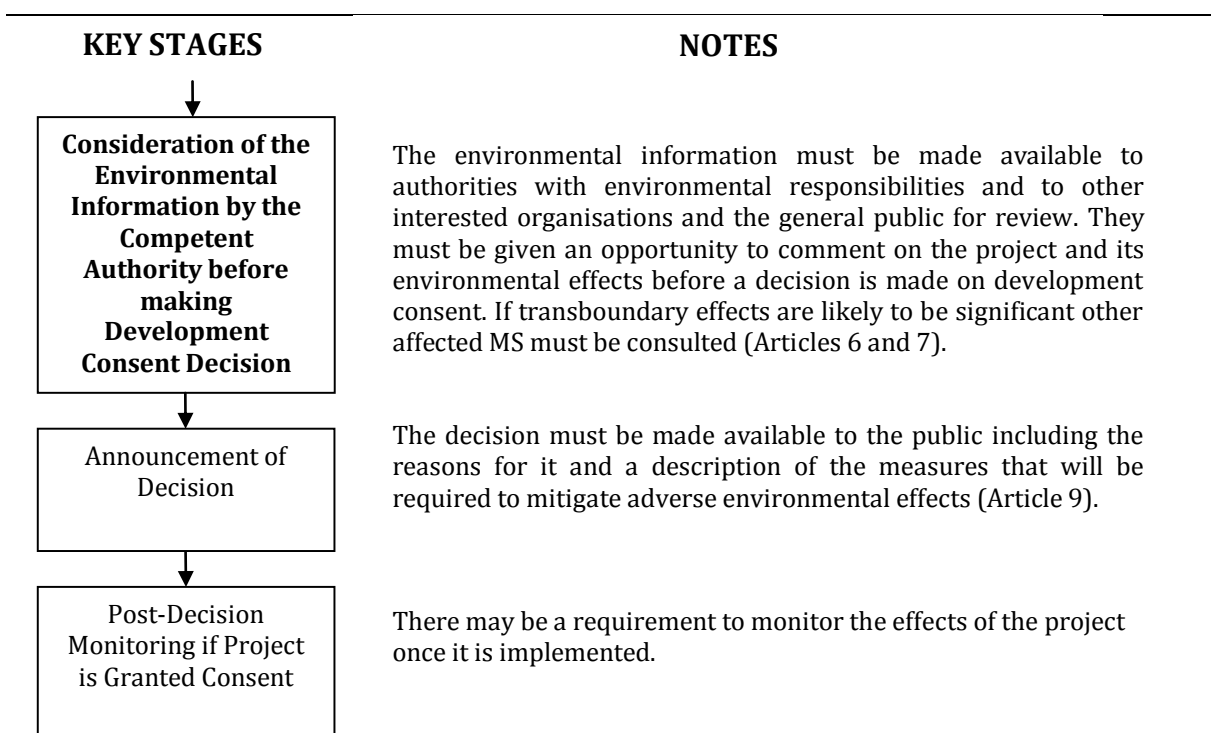 KEY STAGES
NOTES
Consideration of the
Environmental
Information by the
Competent
Authority before
making
Development
Consent Decision
The environmental information must be made available to
authorities with environmental responsibilities and to other
interested organisations and the general public for review. They
must be given an opportunity to comment on the project and its
environmental effects before a decision is made on development
consent. If transboundary effects are likely to be significant other
affected MS must be consulted (Articles 6 and 7).
Announcement of
Decision
The decision must be made available to the public including the
reasons for it and a description of the measures that will be
required to mitigate adverse environmental effects (Article 9).
Post-Decision
Monitoring if Project
is Granted Consent
There may be a requirement to monitor the effects of the project
once it is implemented.